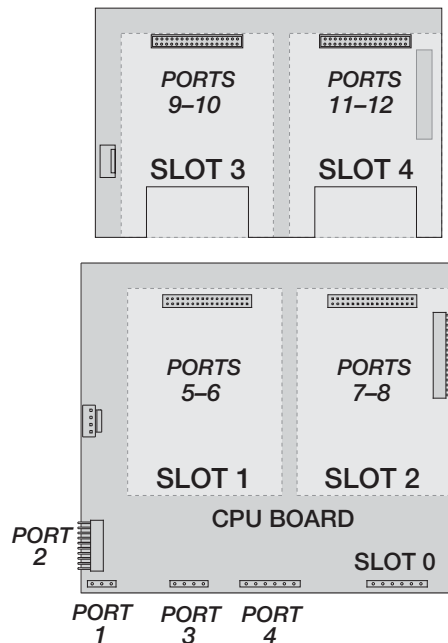 PORTS
9–10
PORTS
11–12
SLOT 3
SLOT 4
PORTS
5–6
PORTS
7–8
SLOT 1
SLOT 2
CPU BOARD
PORT
2
SLOT 0
PORT
1
PORT
3
PORT
4